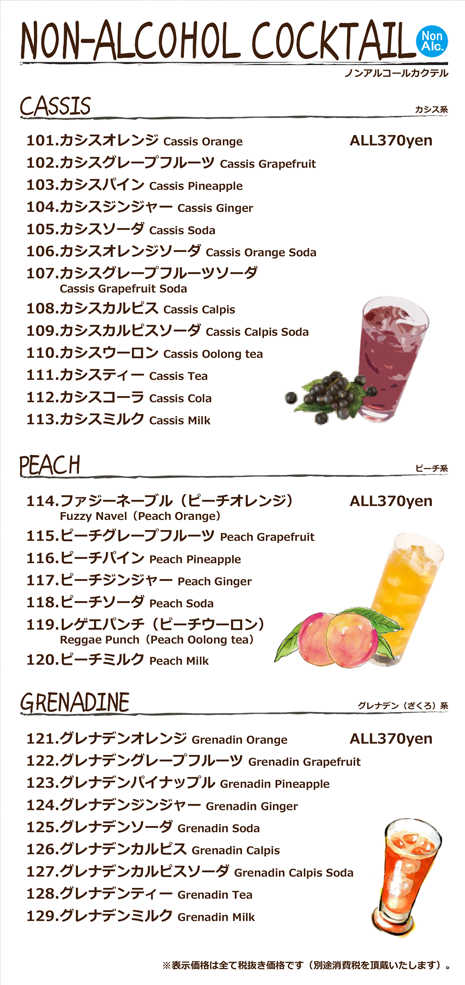 NON-ALCOHOL COCKTAIL
Non
Alc.
ノンアルコールカクテル
CASSIS
カシス系
101.カシスオレンジ Cassis Orange
ALL370yen
102.カシスグレープフルーツ Cassis Grapefruit
103.カシスパイン Cassis Pineapple
104.カシスジンジャー Cassis Ginger
105.カシスソーダ Cassis Soda
106.カシスオレンジソーダ Cassis Orange Soda
107.カシスグレープフルーツソーダ
Cassis Grapefruit Soda
108.カシスカルピス Cassis Calpis
109.カシスカルピスソーダ Cassis Calpis Soda
110.カシスウーロン Cassis Oolong tea
111.カシスティー Cassis Tea
112.カシスコーラ Cassis Cola
113.カシスミルク Cassis Milk
PEACH
ピーチ系
114.ファジーネーブル（ピーチオレンジ）
ALL370yen
Fuzzy Navel（Peach Orange）
115.ピーチグレープフルーツ Peach Grapefruit
116.ピーチパイン Peach Pineapple
117.ピーチジンジャー Peach Ginger
118.ピーチソーダ Peach Soda
119.レゲエパンチ（ピーチウーロン）
Reggae Punch（Peach Oolong tea）
120.ピーチミルク Peach Milk
GRENADINE
グレナデン（ざくろ）系
121.グレナデンオレンジ Grenadin Orange
ALL370yen
122.グレナデングレープフルーツ Grenadin Grapefruit
123.グレナデンパイナップル Grenadin Pineapple
124.グレナデンジンジャー Grenadin Ginger
125.グレナデンソーダ Grenadin Soda
126.グレナデンカルピス Grenadin Calpis
127.グレナデンカルピスソーダ Grenadin Calpis Soda
128.グレナデンティー Grenadin Tea
129.グレナデンミルク Grenadin Milk
※表示価格は全て税抜き価格です（別途消費税を頂戴いたします）。